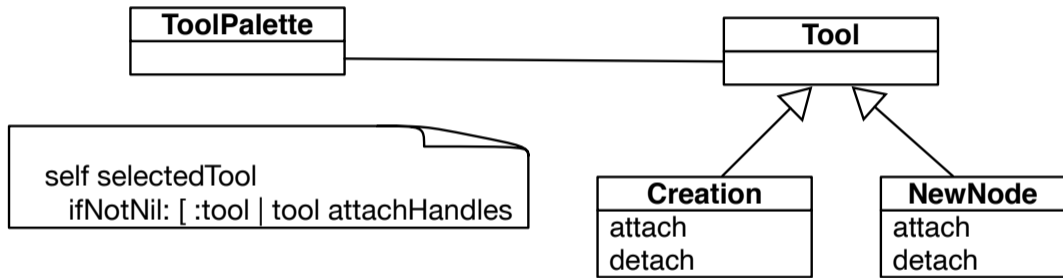 ToolPalette
Tool
self selectedTool
ifNotNil: [ :tool | tool attachHandles
Creation
attach
detach
NewNode
attach
detach